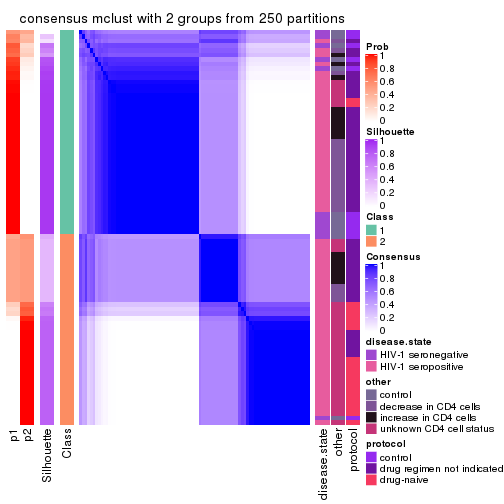 consensus mclust with 2 groups from 250 partitions
Prob
1
0.8
0.6
0.4
0.2
0
Silhouette
1
0.8
0.6
0.4
0.2
0
Class
1
2
Consensus
1
0.8
0.6
0.4
0.2
0
disease.state
HIV-1 seronegative
HIV-1 seropositive
other
control
decrease in CD4 cells
increase in CD4 cells
unknown CD4 cell status
protocol
control
drug regimen not indicated
drug-naive
p1
p2
Silhouette
Class
disease.state
other
protocol